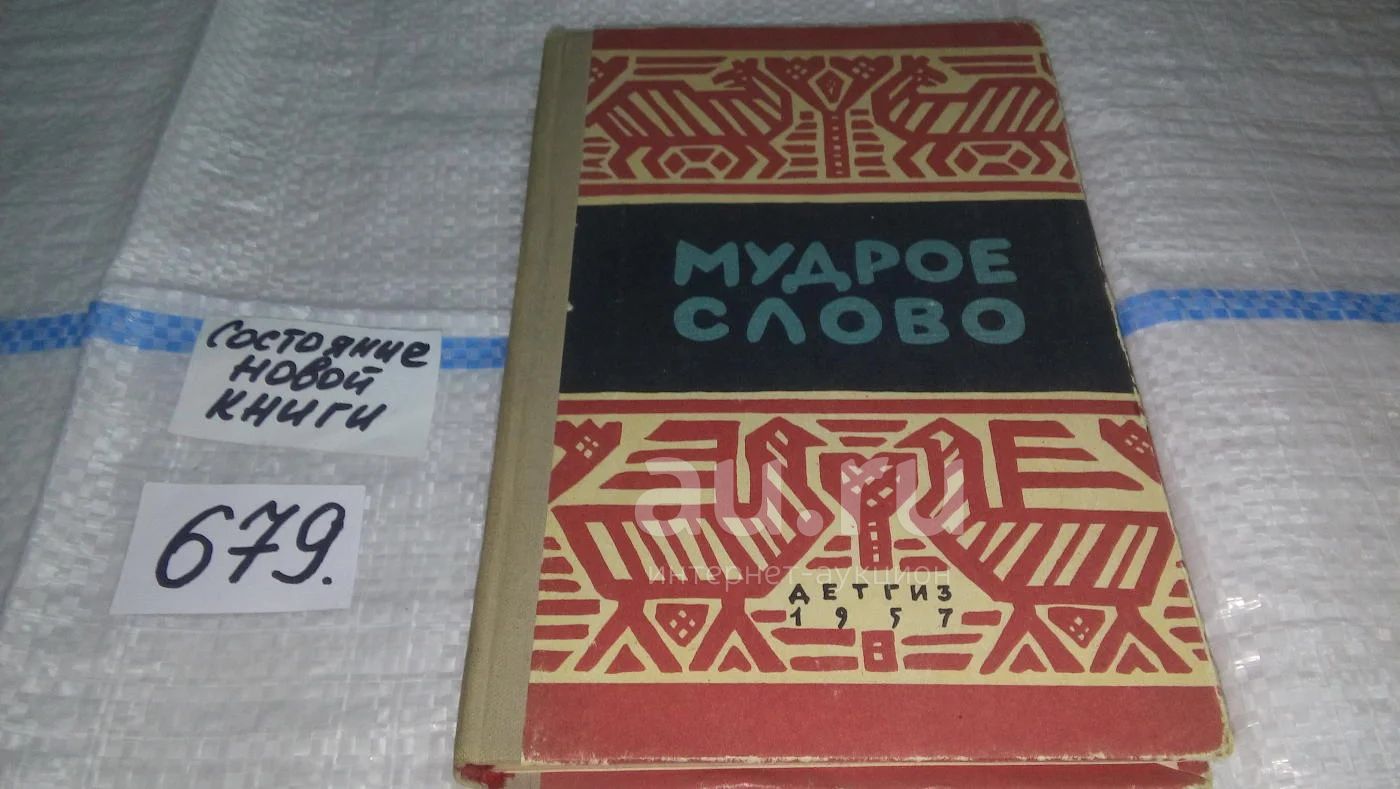 МУДРОЕ
СЛОВО
ДЕТГИЗ
1957
Состояние
новой
книги
679.
au.ru
интернет-аукцион